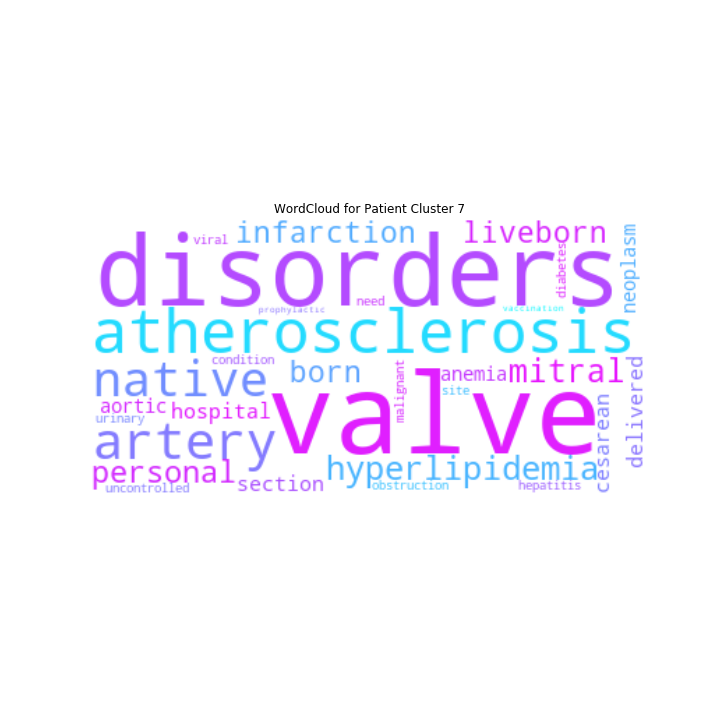 WordCloud for Patient Cluster 7
viral
infarction
liveborn
disorders
diabetes
neoplasm
need
prophylactic
vaccination
atherosclerosis
condition
native
born
malignant
anemia
mitral
site
delivered
aortic
hospital
valve
urinary
artery
cesarean
personal
hyperlipidemia
section
uncontrolled
obstruction
hepatitis